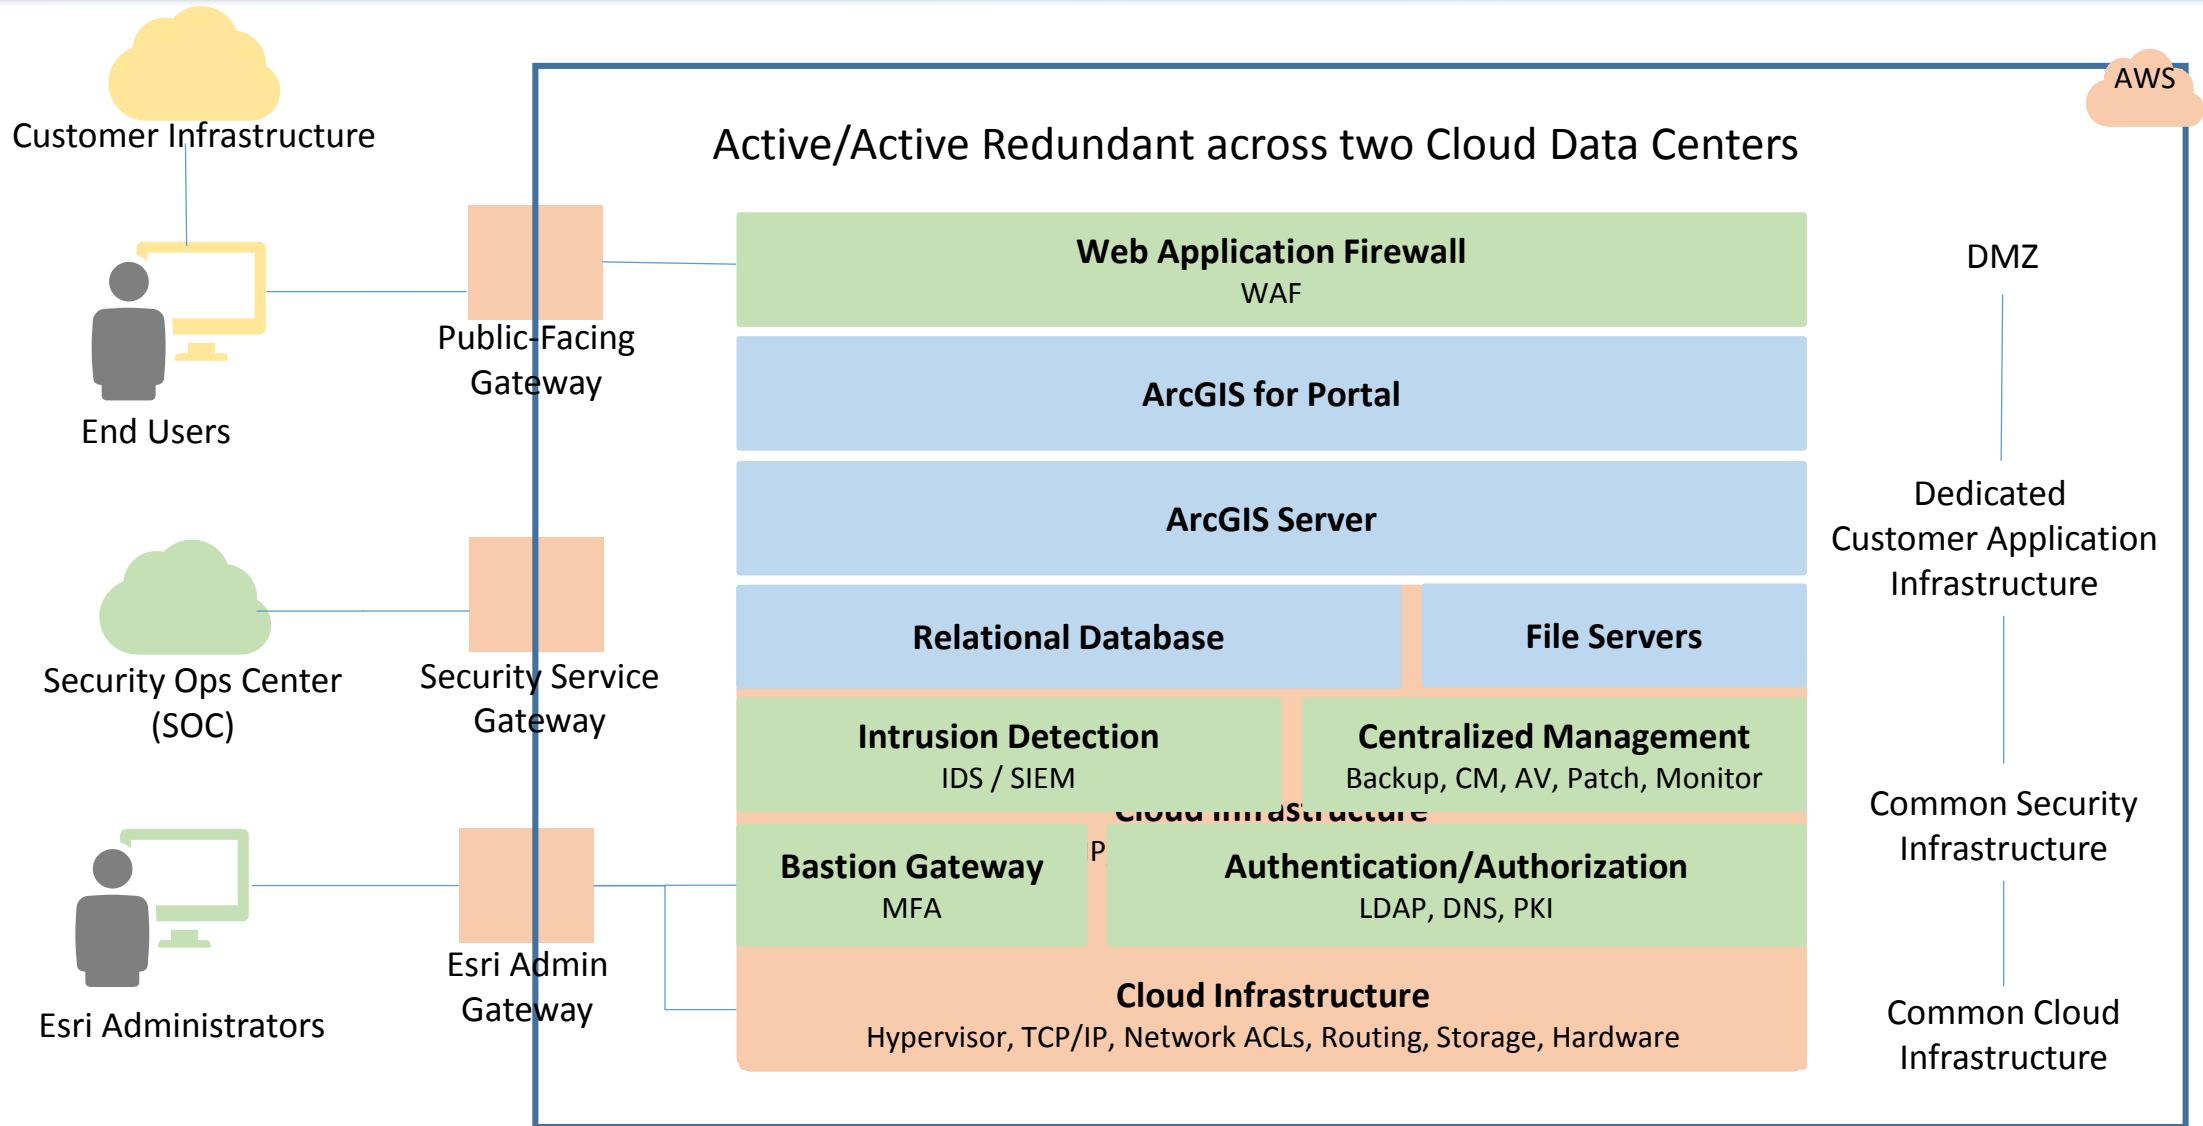 AWS
Customer Infrastructure
Active/Active Redundant across two Cloud Data Centers
Web Application Firewall
WAF
DMZ
Public-Facing
Gateway
ArcGIS for Portal
End Users
ArcGIS Server
Dedicated
Customer Application
Infrastructure
Relational Database
File Servers
Security Ops Center
(SOC)
Security Service
Gateway
Intrusion Detection
IDS / SIEM
Centralized Management
Backup, CM, AV, Patch, Monitor
Cloud Infrastructure
P
Common Security
Infrastructure
Bastion Gateway
MFA
Authentication/Authorization
LDAP, DNS, PKI
Esri Admin
Gateway
Esri Administrators
Cloud Infrastructure
Hypervisor, TCP/IP, Network ACLs, Routing, Storage, Hardware
Common Cloud
Infrastructure